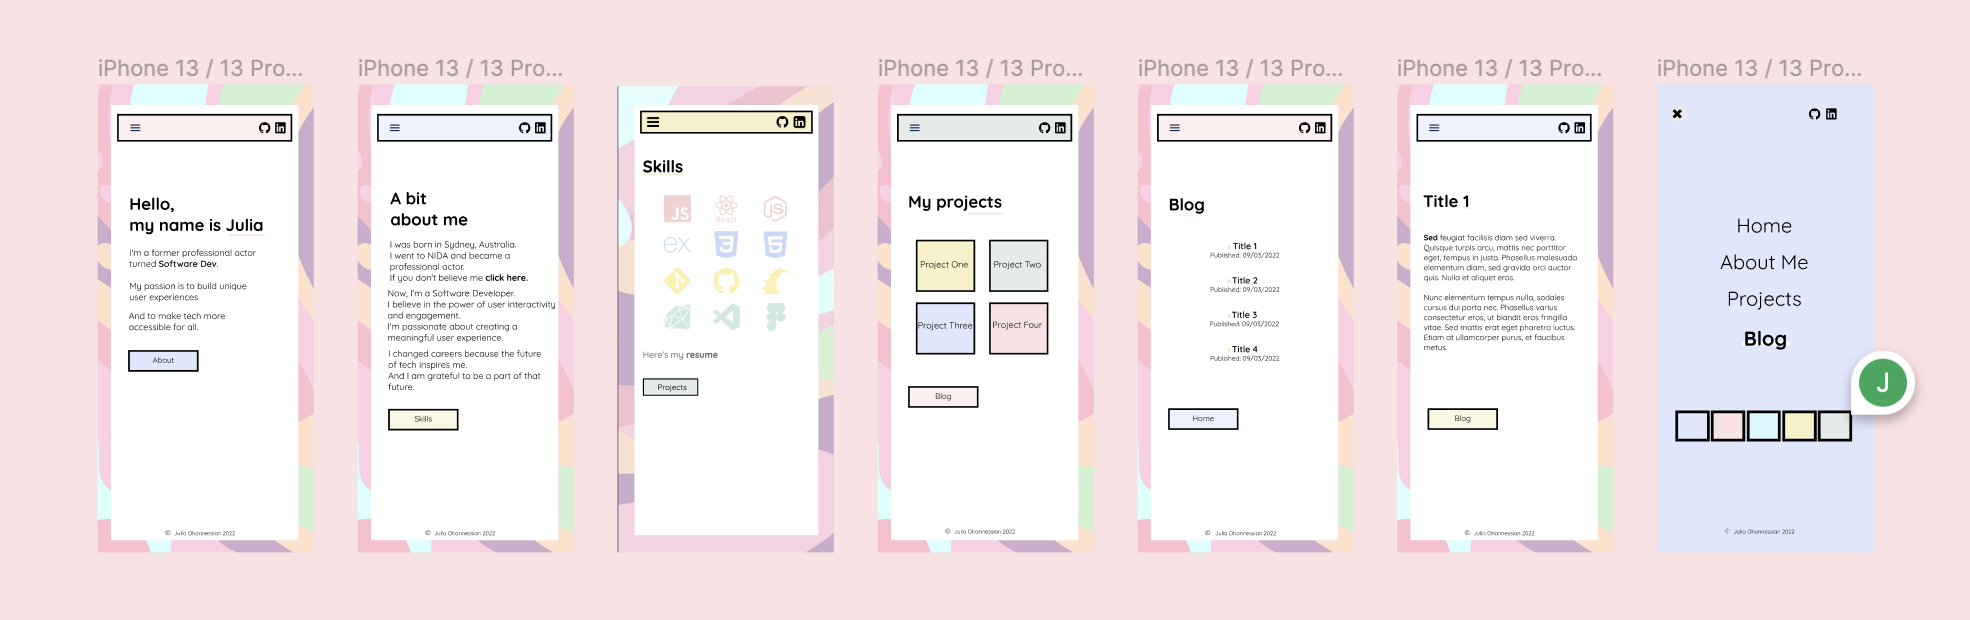 iPhone 13 / 13 Pro...
Hello,
my name is Julia
I'm a former professional actor
turned Software Dev.
My passion is to build unique
user experiences.
And to make tech more
accessible for all.
About
© Julia Ohannessian 2022
iPhone 13 / 13 Pro...
A bit
about me
I was born in Sydney, Australia.
I went to NIDA and became a
professional actor.
If you don't believe me click here.
Now, I'm a Software Developer.
I believe in the power of user interactivity
and engagement.
I'm passionate about creating a
meaningful user experience.
I changed careers because the future
of tech inspires me.
And I am grateful to be a part of that
future.
Skills
© Julia Ohannessian 2022
Skills
JS
React
JS
ex
3
5
Here's my resume
Projects
iPhone 13 / 13 Pro...
My projects
Project One
Project Two
Project Three
Project Four
Blog
© Julia Ohannessian 2022
iPhone 13 / 13 Pro...
Blog
Title 1
Published: 09/03/2022
Title 2
Published: 09/03/2022
Title 3
Published: 09/03/2022
Title 4
Published: 09/03/2022
Home
© Julia Ohannessian 2022
iPhone 13 / 13 Pro...
Title 1
Sed feugiat facilisis diam sed viverra.
Quisque turpis arcu, mattis nec porttitor
eget, tempus in justo. Phasellus malesuada
elementum diam, sed gravida orci auctor
quis. Nulla et aliquet eros.
Nunc elementum tempus nulla, sodales
cursus dui porta nec. Phasellus varius
consectetur eros, ut blandit eros fringilla
vitae. Sed mattis erat eget pharetra luctus.
Etiam at ullamcorper purus, et faucibus
metus.
Blog
© Julia Ohannessian 2022
iPhone 13 / 13 Pro...
Home
About Me
Projects
Blog
J
© Julia Ohannessian 2022